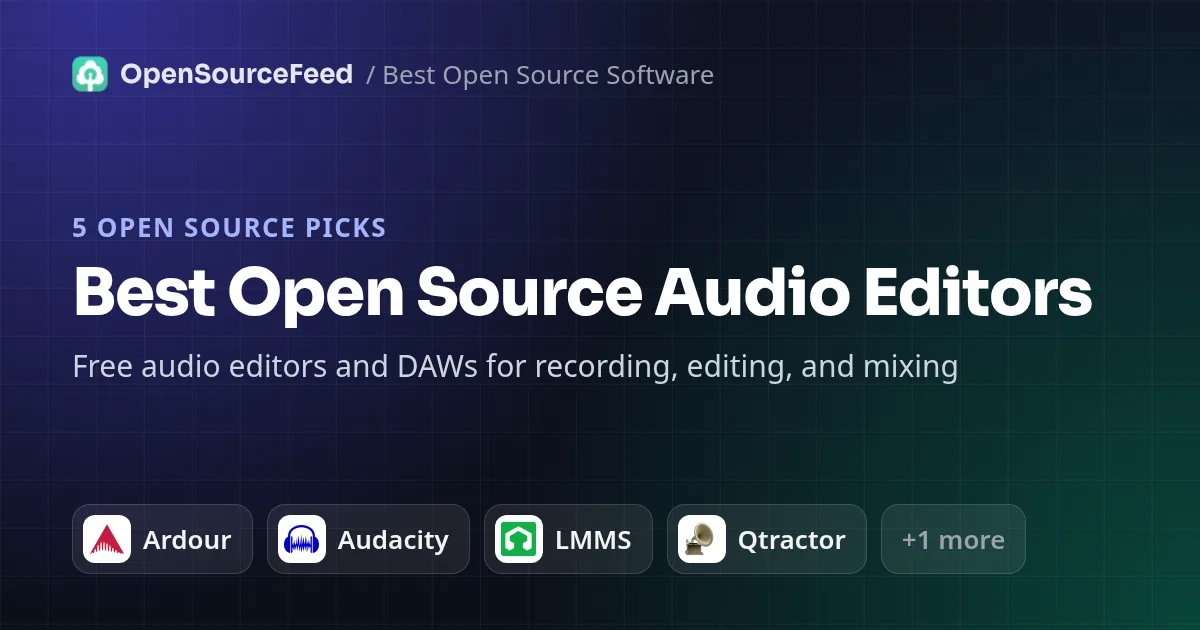 OpenSourceFeed / Best Open Source Software
5 OPEN SOURCE PICKS
Best Open Source Audio Editors
Free audio editors and DAWs for recording, editing, and mixing
Ardour Audacity LMMS Qtractor +1 more